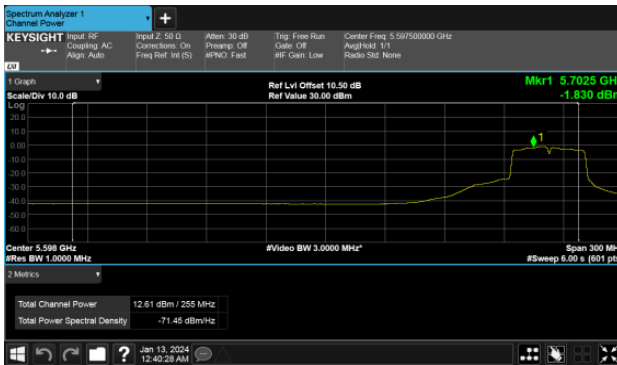 Spectrum Analyzer 1
Channel Power
+
KEYSIGHT Input: RF Input Z: 50 Ω Atten: 30 dB Trig: Free Run Center Freq: 5.597500000 GHz
Coupling: AC Corrections: On Preamp: Off Gate: Off Avg|Hold: 1/1
Align: Auto Freq Ref: Int (S) #PNO: Fast #IF Gain: Low Radio Std: None
LXI
1 Graph Ref Lvl Offset 10.50 dB Mkr1 5.7025 GH
Scale/Div 10.0 dB Ref Value 30.00 dBm -1.830 dBr
Log
20.0
10.0
0.00
1
-10.0
-20.0
-30.0
-40.0
-50.0
-60.0
Center 5.598 GHz #Video BW 3.0000 MHz* Span 300 MH
#Res BW 1.0000 MHz #Sweep 6.00 s (601 pts
2 Metrics
Total Channel Power 12.61 dBm / 255 MHz
Total Power Spectral Density -71.45 dBm/Hz
? Jan 13, 2024
12:40:28 AM